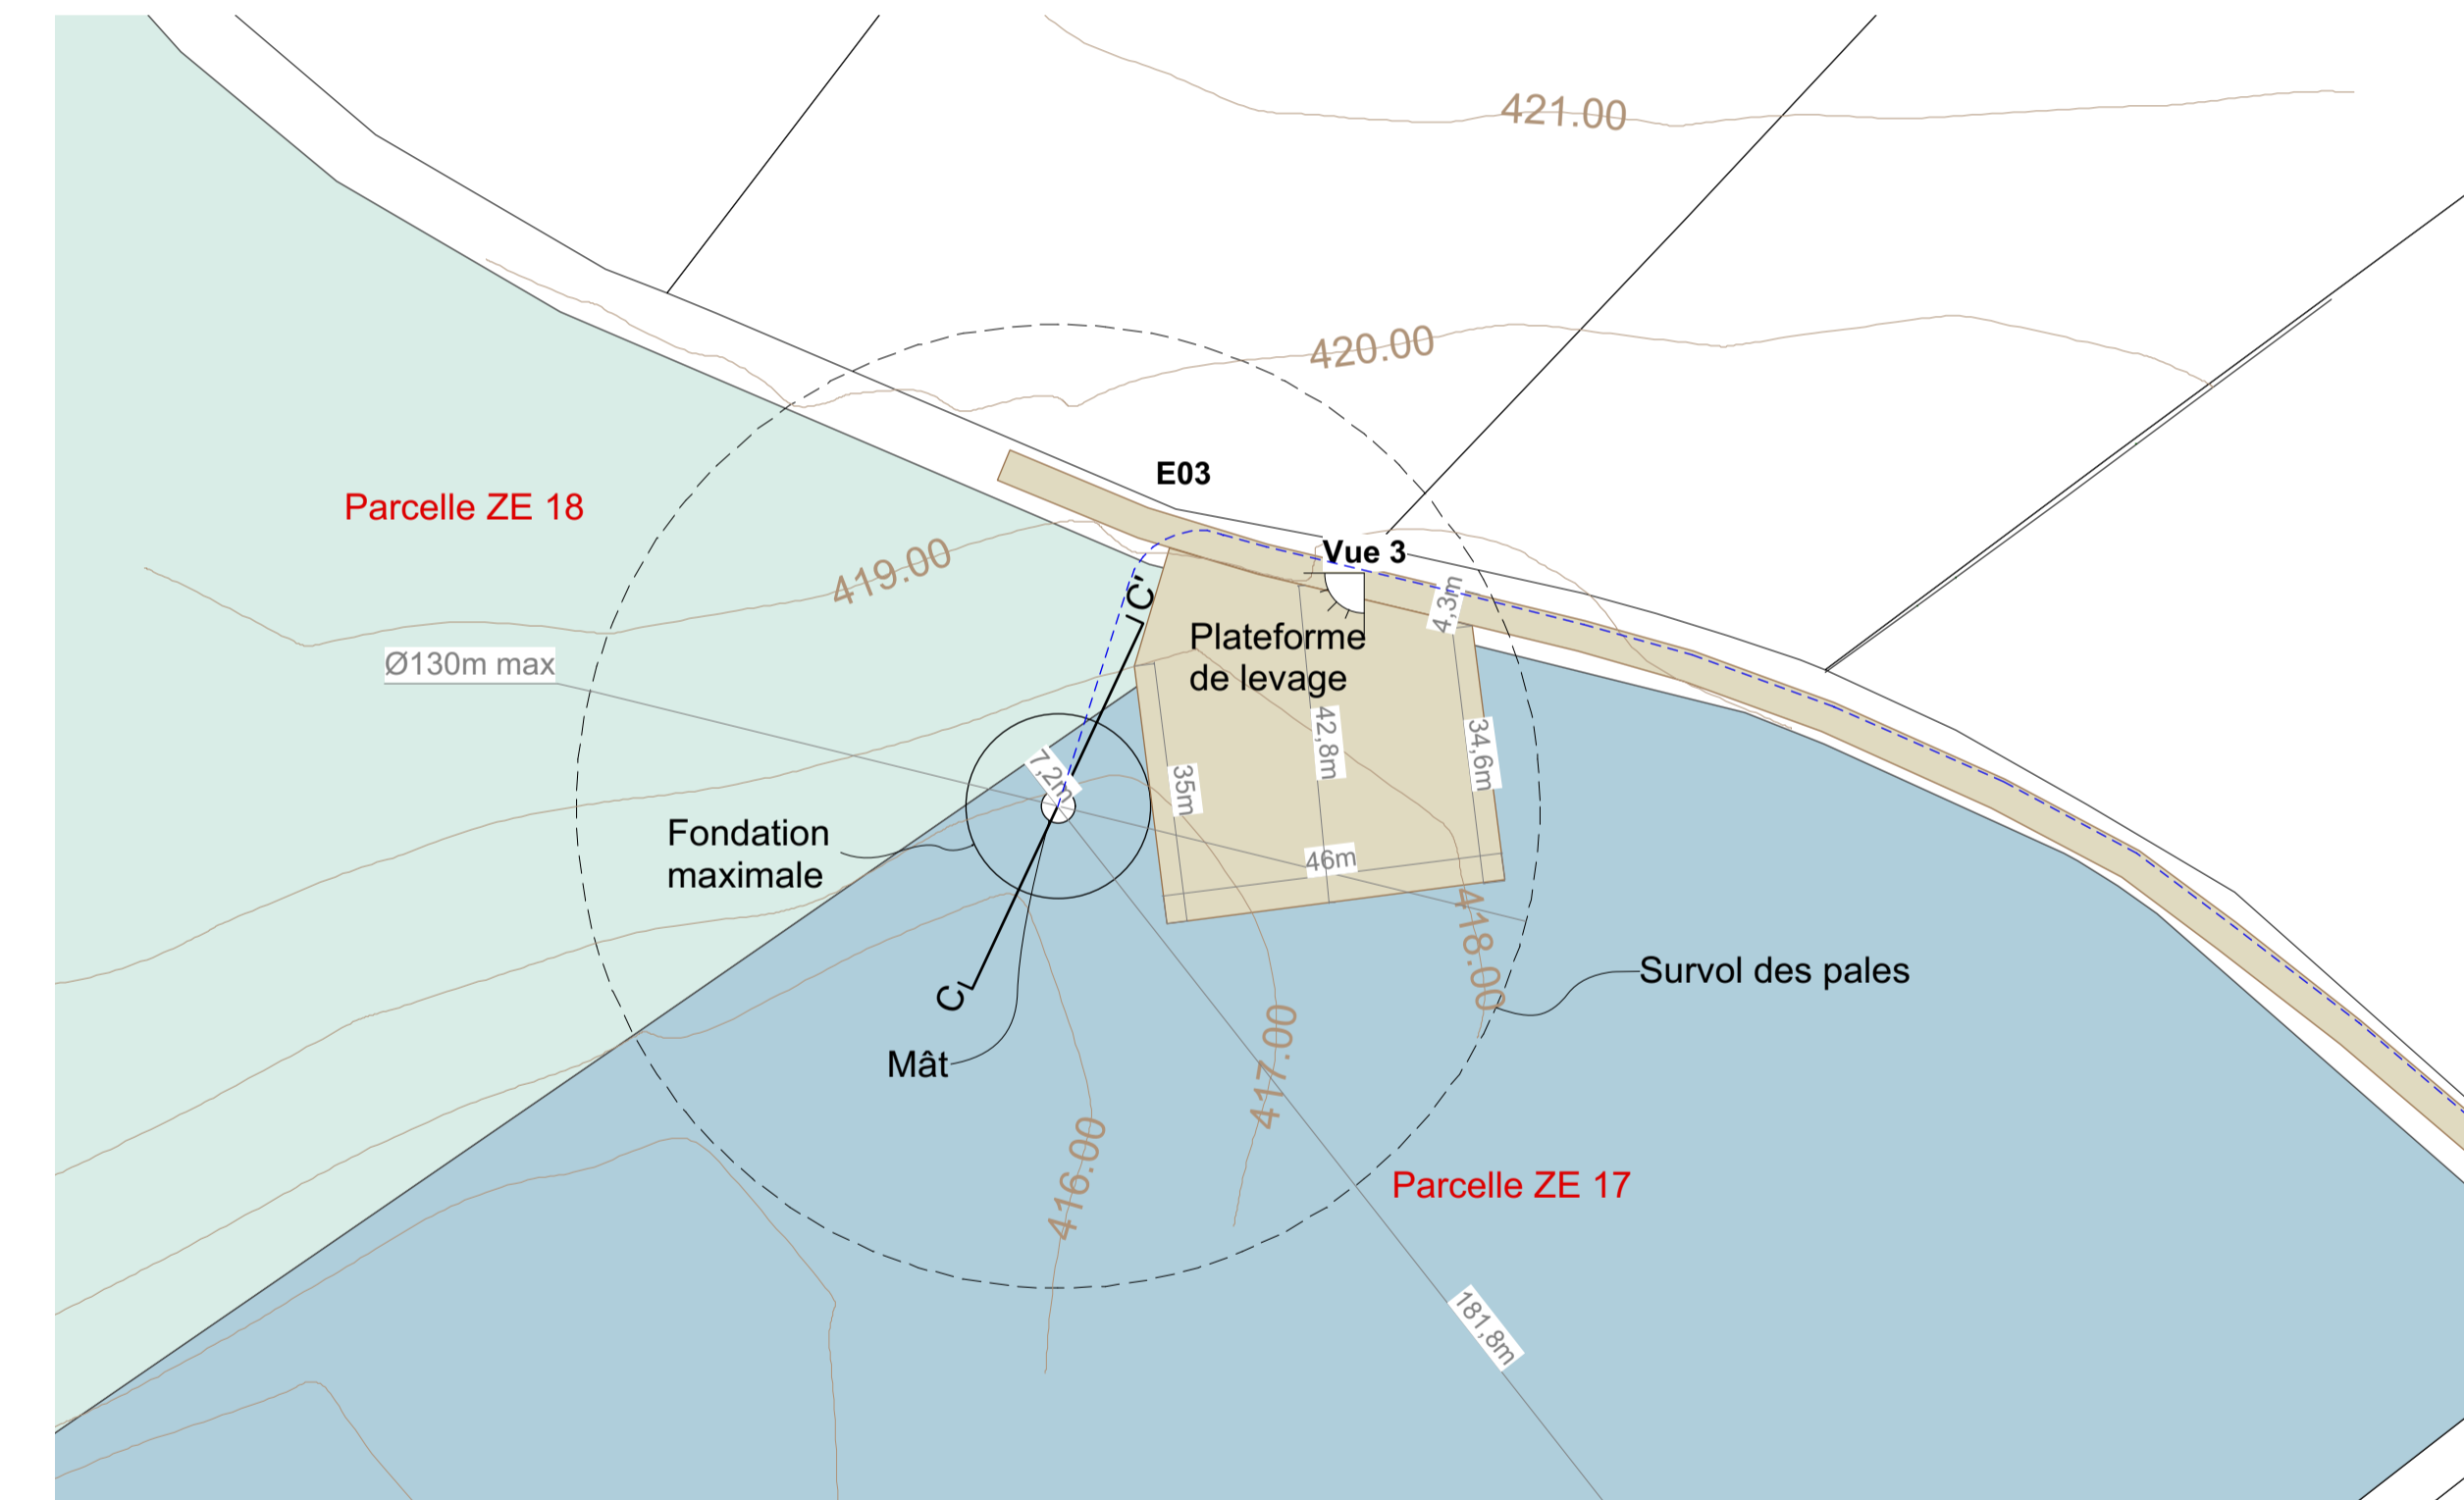 421.00
420.00
E03
Parcelle ZE 18
Vue 3
419.00
C'
4,3m
Plateforme
de levage
Ø130m max
42,8m
34,6m
35m
7,2m
Fondation
maximale
46m
418.00
Survol des pales
C
417.00
Mât
416.00
Parcelle ZE 17
181,8m